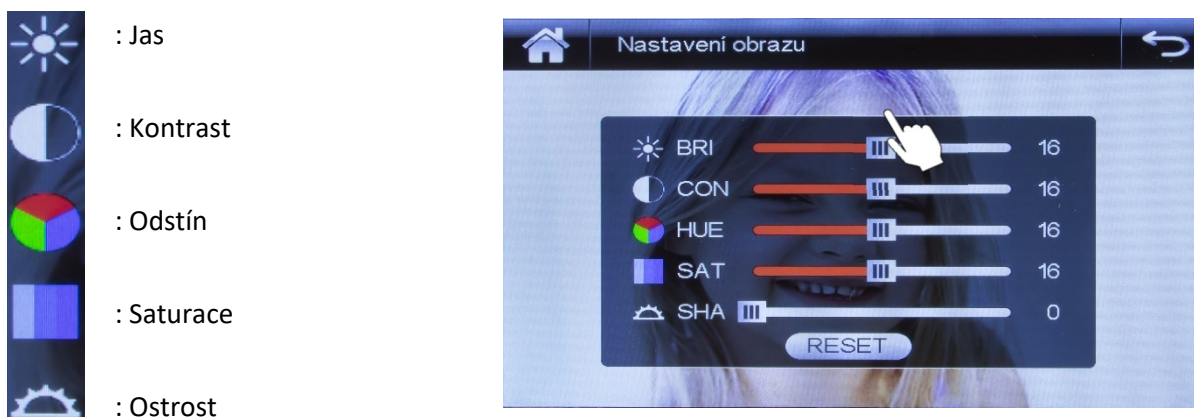 : Jas
: Kontrast
: Odstín
: Saturace
: Ostrost
Nastavení obrazu
BRI 16
CON 16
HUE 16
SAT 16
SHA 0
RESET